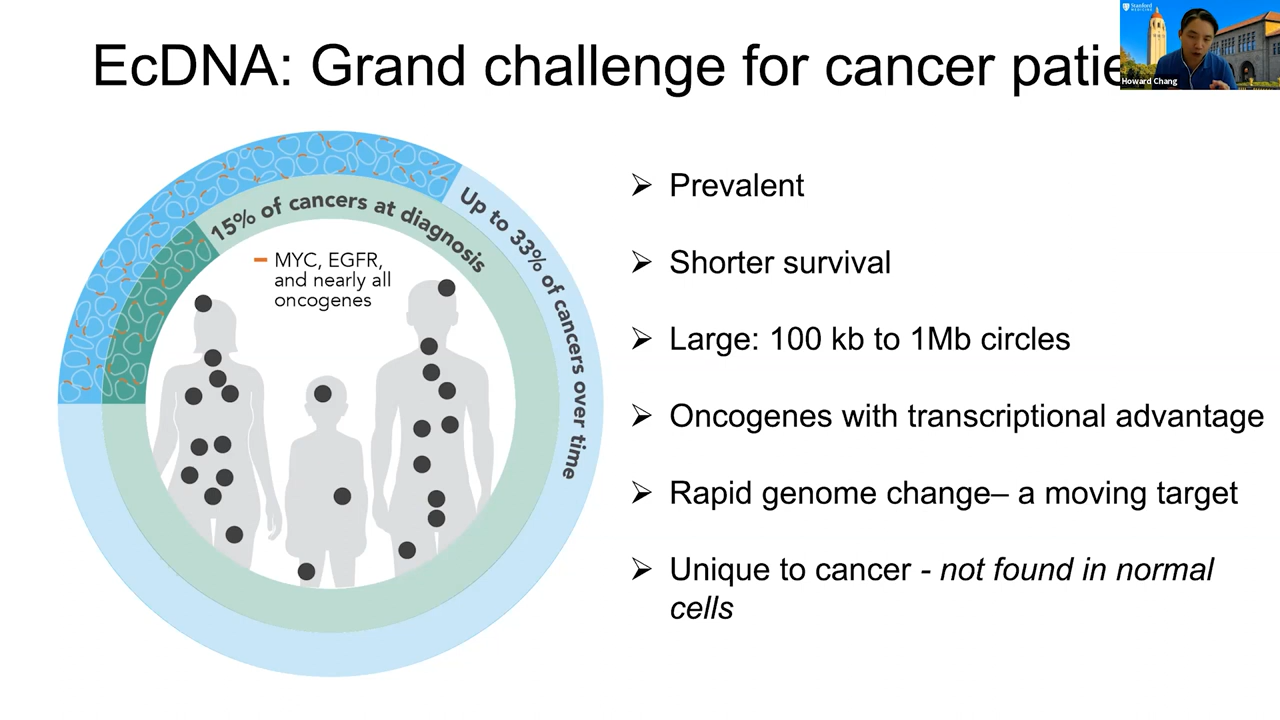 EcDNA: Grand challenge for cancer patie
Stanford
MEDICINE
Howard Chang
15% of cancers at diagnosis
Up to 33% of cancers over time
MYC, EGFR,
and nearly all
oncogenes
➢ Prevalent
➢ Shorter survival
➢ Large: 100 kb to 1Mb circles
➢ Oncogenes with transcriptional advantage
➢ Rapid genome change– a moving target
➢ Unique to cancer - not found in normal
cells